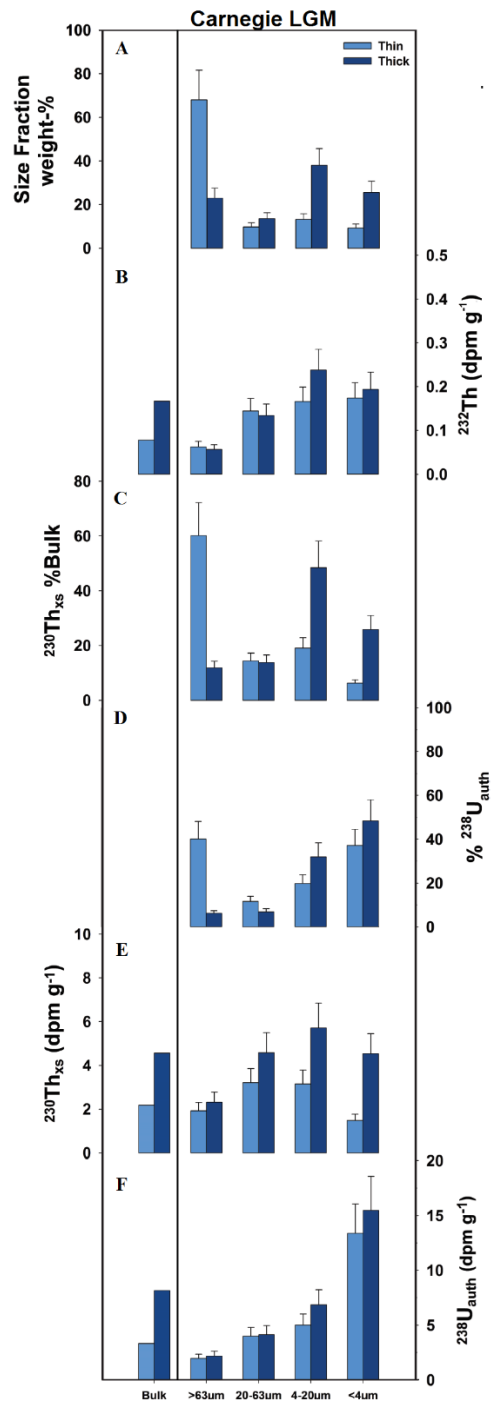 Carnegie LGM
A
Thin
Thick
Size Fraction
weight-%
100
80
60
40
20
0
B
0.5
0.4
0.3
0.2
0.1
0.0
²³²Th (dpm g⁻¹)
C
80
60
40
20
0
²³⁰Thxs %Bulk
D
100
80
60
40
20
0
% ²³⁸Uauth
E
10
8
6
4
2
0
²³⁰Thxs (dpm g⁻¹)
F
20
15
10
5
0
²³⁸Uauth (dpm g⁻¹)
Bulk >63um 20-63um 4-20um <4um